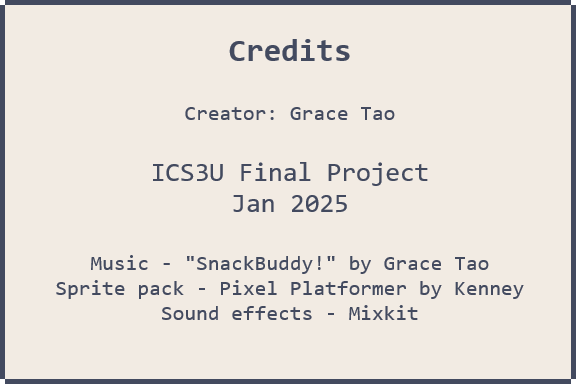 Credits
Creator: Grace Tao
ICS3U Final Project
Jan 2025
Music - "SnackBuddy!" by Grace Tao
Sprite pack - Pixel Platformer by Kenney
Sound effects - Mixkit